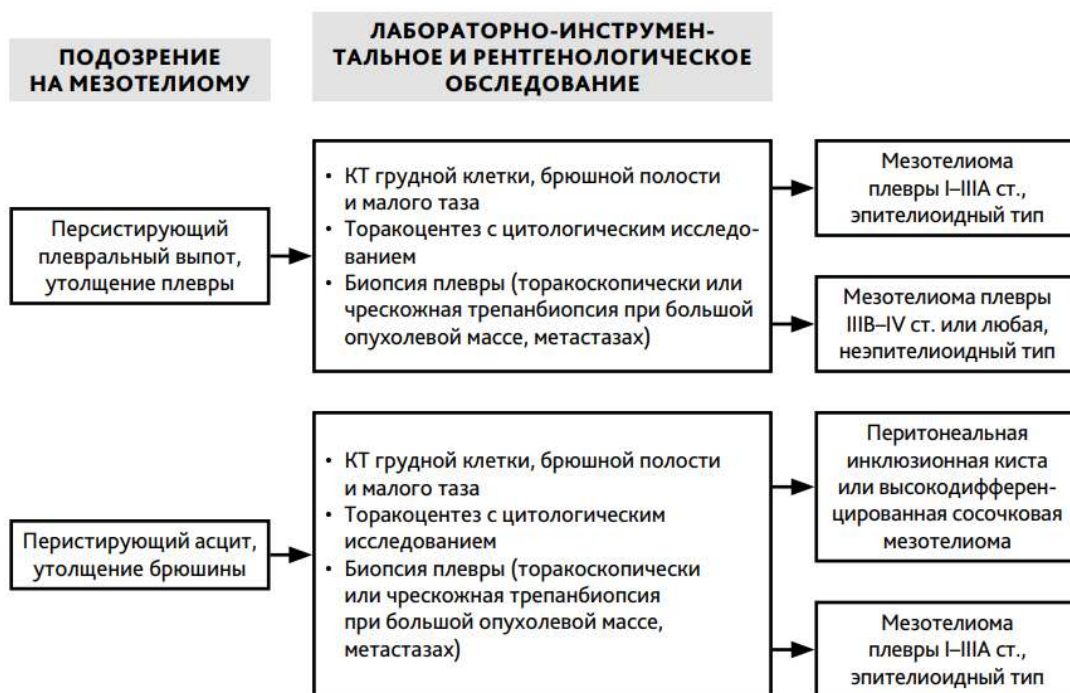 ПОДОЗРЕНИЕ
НА МЕЗОТЕЛИОМУ
ЛАБОРАТОРНО-ИНСТРУМЕН-
ТАЛЬНОЕ И РЕНТГЕНОЛОГИЧЕСКОЕ
ОБСЛЕДОВАНИЕ
Персистирующий
плевральный выпот,
утолщение плевры
• КТ грудной клетки, брюшной полости
и малого таза
• Торакоцентез с цитологическим исследо-
ванием
• Биопсия плевры (торакоскопически или
чрескожная трепанбиопсия при большой
опухолевой массе, метастазах)
Мезотелиома
плевры I–IIIA ст.,
эпителиоидный тип
Мезотелиома плевры
IIIB–IV ст. или любая,
неэпителиоидный тип
Перистирующий асцит,
утолщение брюшины
• КТ грудной клетки, брюшной полости
и малого таза
• Торакоцентез с цитологическим
исследованием
• Биопсия плевры (торакоскопически
или чрескожная трепанбиопсия
при большой опухолевой массе,
метастазах)
Перитонеальная
инклюзионная киста
или высокодифферен-
цированная сосочковая
мезотелиома
Мезотелиома
плевры I–IIIA ст.,
эпителиоидный тип